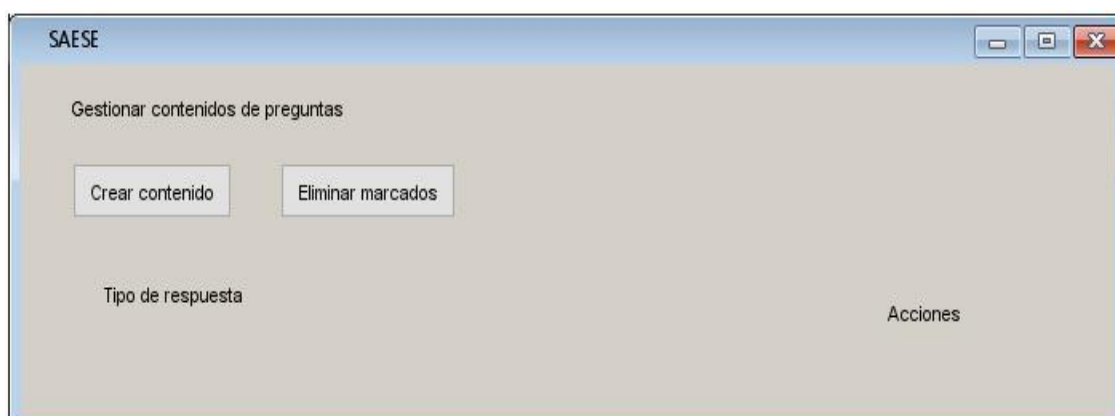 SAESE
Gestionar contenidos de preguntas
Crear contenido
Eliminar marcados
Tipo de respuesta
Acciones